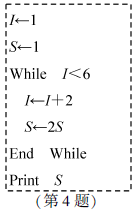 I←1
S←1
While I<6
I←I+2
S←2S
End While
Print S
(第4题)